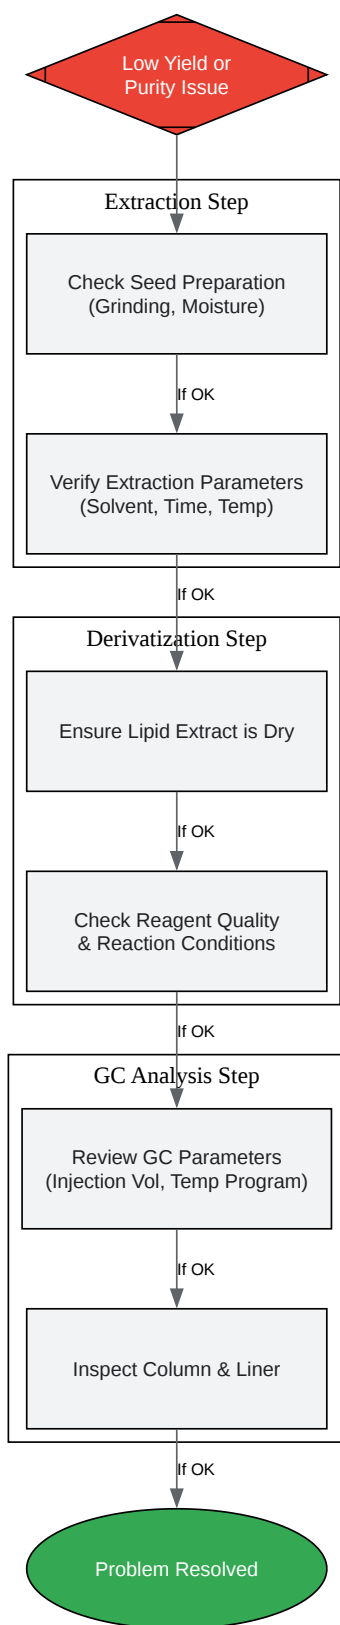 Low Yield or
Purity Issue
Extraction Step
Check Seed Preparation
(Grinding, Moisture)
If OK
Verify Extraction Parameters
(Solvent, Time, Temp)
If OK
Derivatization Step
Ensure Lipid Extract is Dry
If OK
Check Reagent Quality
& Reaction Conditions
If OK
GC Analysis Step
Review GC Parameters
(Injection Vol, Temp Program)
If OK
Inspect Column & Liner
If OK
Problem Resolved